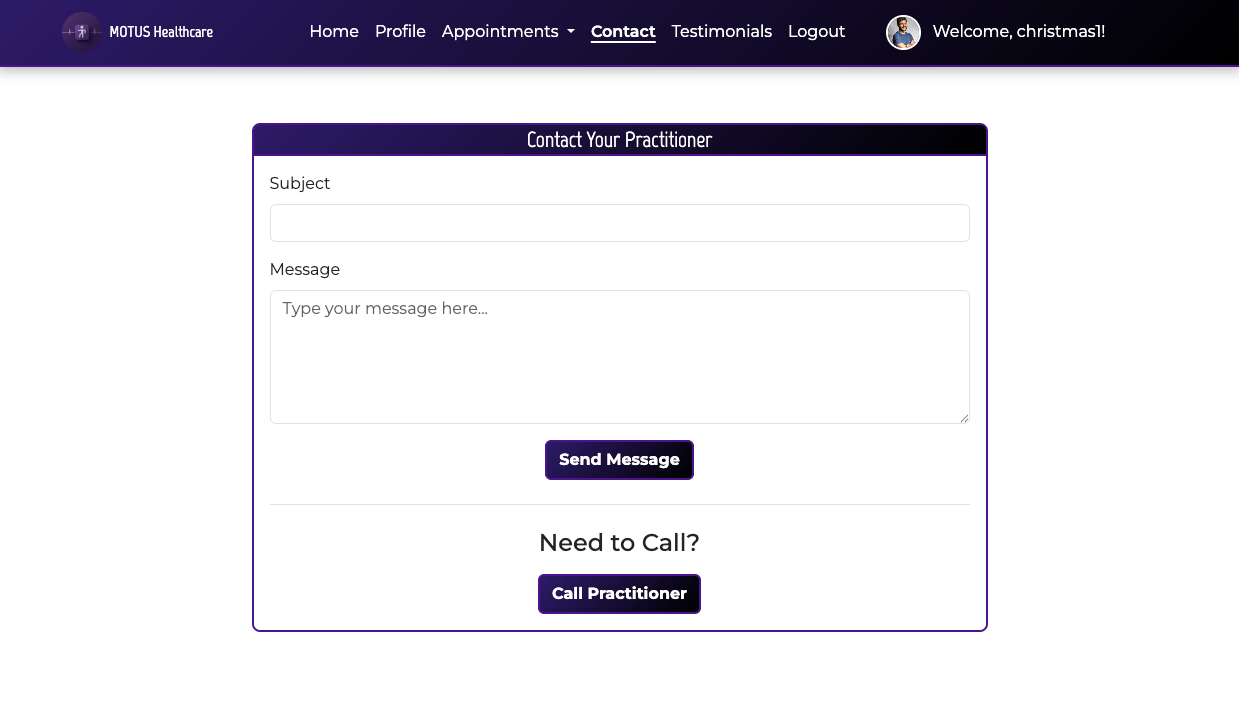 MOTUS Healthcare
Home Profile Appointments Contact Testimonials Logout Welcome, christmas1!
Contact Your Practitioner
Subject
Message
Type your message here...
Send Message
Need to Call?
Call Practitioner